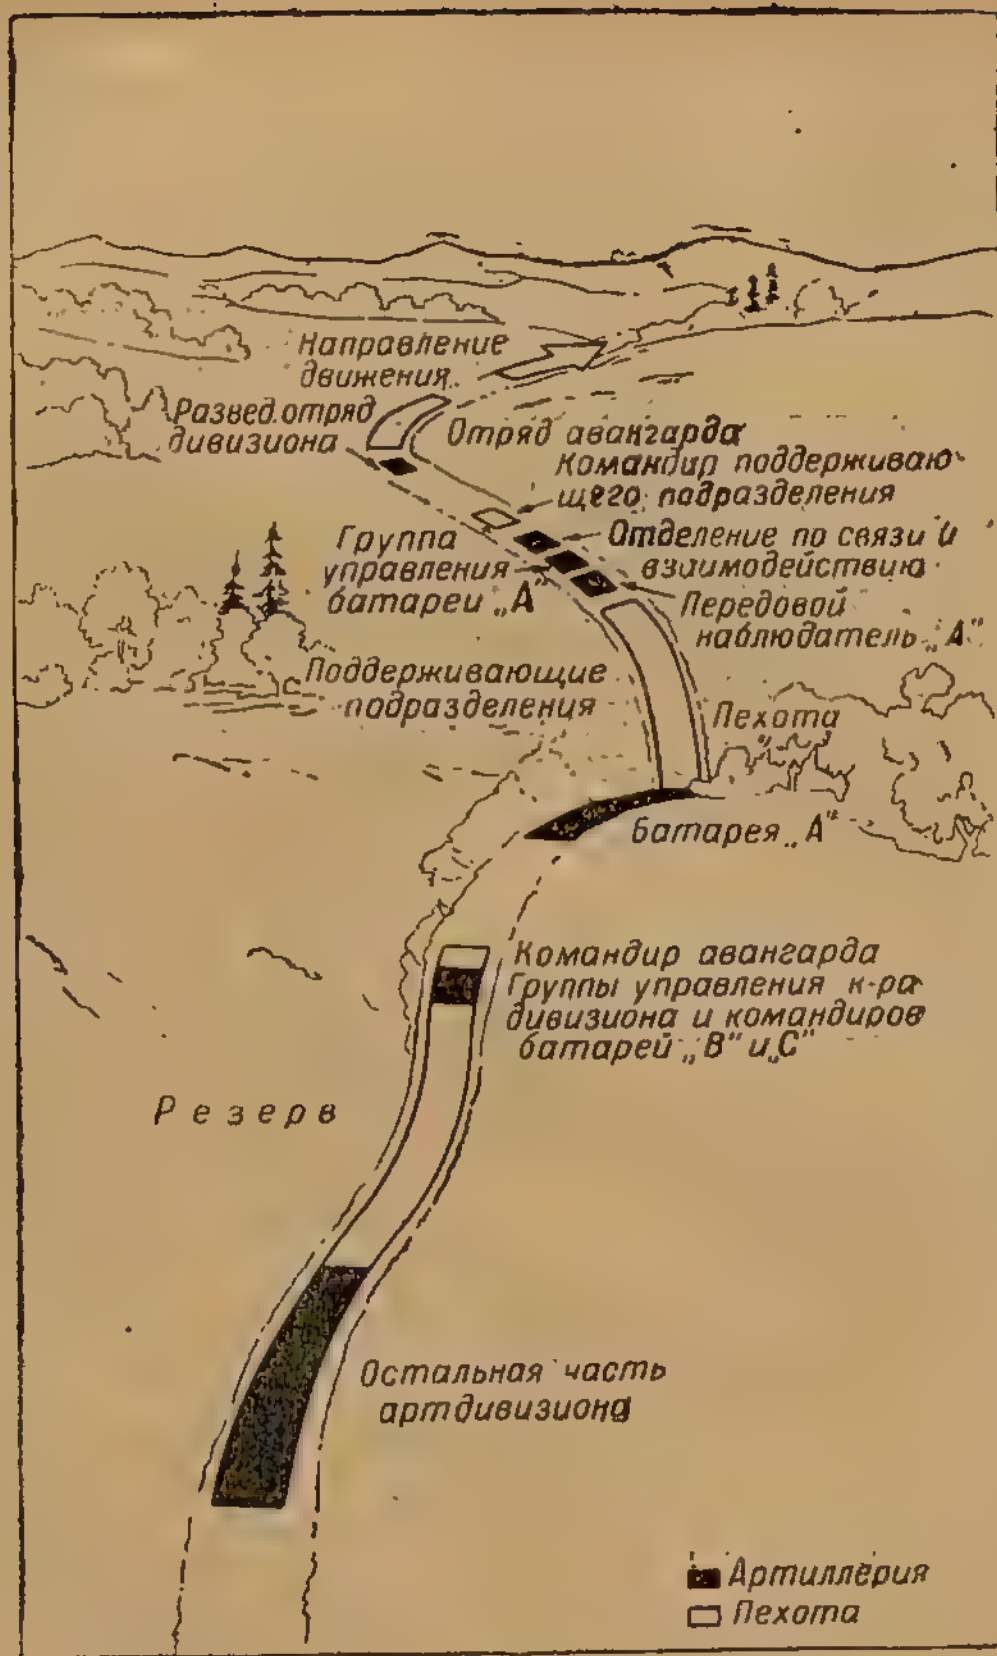 Направление
движения
Развед.отряд
дивизиона
Отряд авангарда
Командир поддерживаю-
щего подразделения
Группа
управления
батареи „А"
Отделение по связи и
взаимодействию
Передовой
наблюдатель „А"
Поддерживающие
подразделения
Пехота
Батарея „А"
Командир авангарда
Группы управления к-ра
дивизиона и командиров
батарей „В" и „С"
Резерв
Остальная часть
артдивизиона
Артиллерия
Пехота